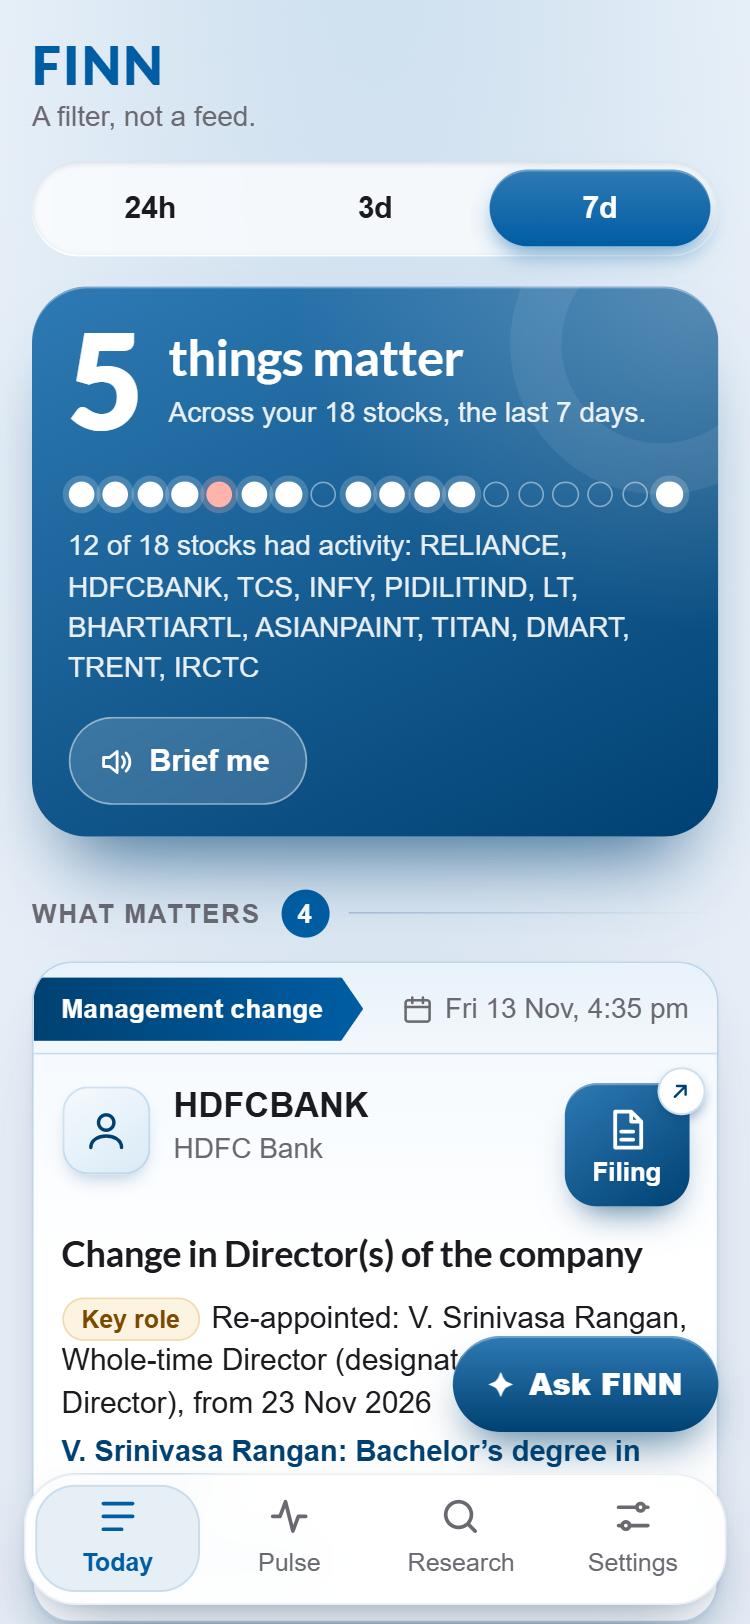 FINN
A filter, not a feed.
24h 3d 7d
5 things matter
Across your 18 stocks, the last 7 days.
12 of 18 stocks had activity: RELIANCE,
HDFCBANK, TCS, INFY, PIDILITIND, LT,
BHARTIARTL, ASIANPAINT, TITAN, DMART,
TRENT, IRCTC
Brief me
WHAT MATTERS 4
Management change Fri 13 Nov, 4:35 pm
HDFCBANK
HDFC Bank
Filing
Change in Director(s) of the company
Key role Re-appointed: V. Srinivasa Rangan,
Whole-time Director (designat
Director), from 23 Nov 2026
Ask FINN
V. Srinivasa Rangan: Bachelor’s degree in
Today Pulse Research Settings